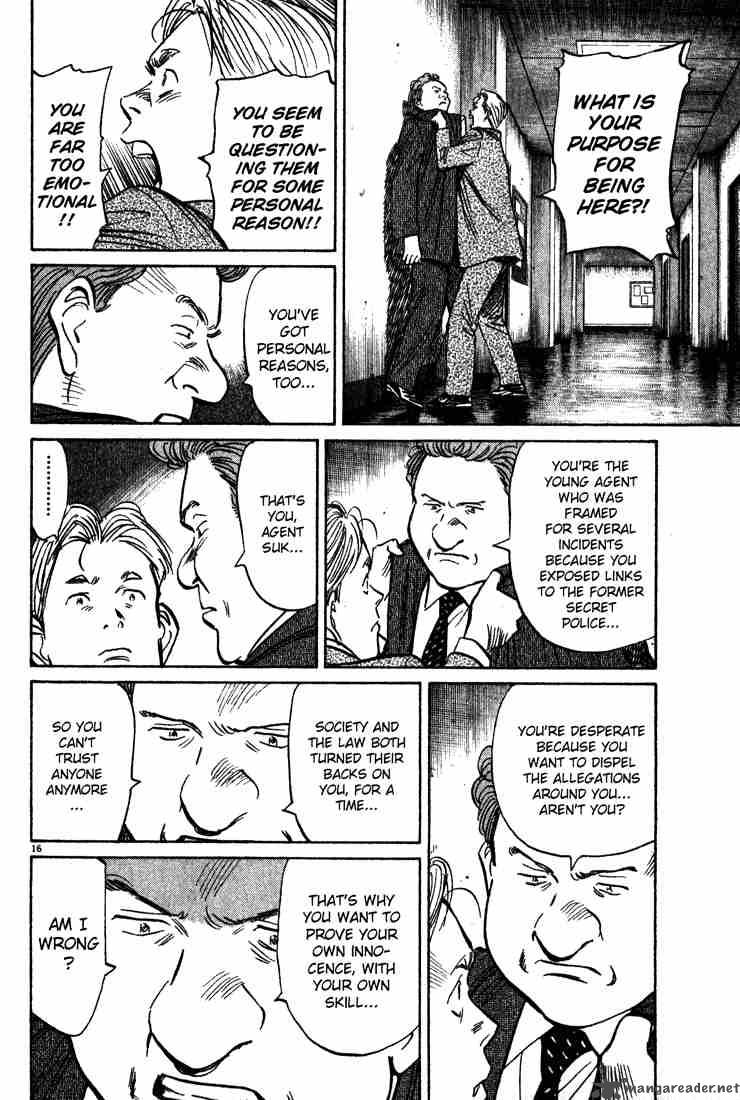 WHAT IS
YOUR
PURPOSE
FOR
BEING
HERE?!
YOU SEEM
TO BE
QUESTION-
ING THEM
FOR SOME
PERSONAL
REASON!!
YOU
ARE
FAR
TOO
EMO-
TIONAL
!!
YOU'VE
GOT
PERSONAL
REASONS,
TOO...
YOU'RE THE
YOUNG AGENT
WHO WAS
FRAMED
FOR SEVERAL
INCIDENTS
BECAUSE YOU
EXPOSED LINKS
TO THE FORMER
SECRET
POLICE...
THAT'S
YOU,
AGENT
SUK...
.........
YOU'RE DESPERATE
BECAUSE YOU
WANT TO DISPEL
THE ALLEGATIONS
AROUND YOU...
AREN'T YOU?
SOCIETY AND
THE LAW BOTH
TURNED THEIR
BACKS ON
YOU, FOR A
TIME...
SO YOU
CAN'T
TRUST
ANYONE
ANYMORE
...
THAT'S WHY
YOU WANT TO
PROVE YOUR
OWN INNO-
CENCE, WITH
YOUR OWN
SKILL...
AM I
WRONG
?
16
mangareader.net